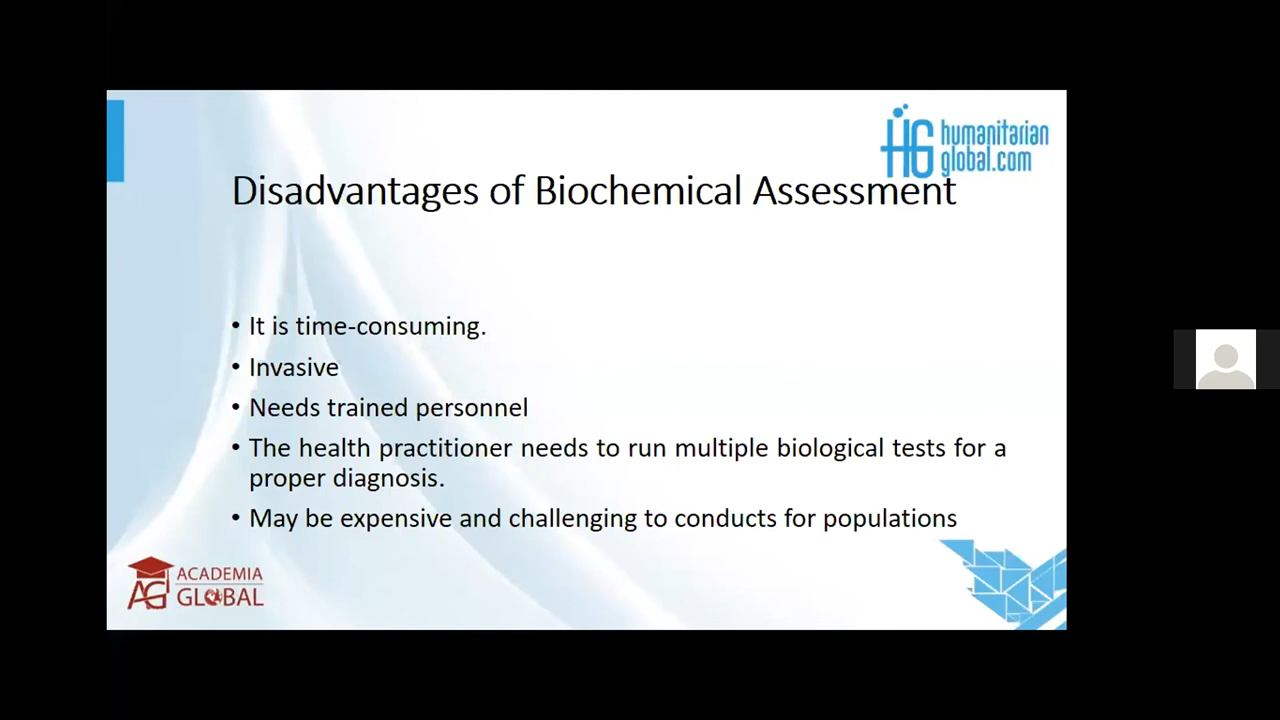 humanitarian
global.com
Disadvantages of Biochemical Assessment
• It is time-consuming.
• Invasive
• Needs trained personnel
• The health practitioner needs to run multiple biological tests for a
proper diagnosis.
• May be expensive and challenging to conducts for populations
AG ACADEMIA
GLOBAL